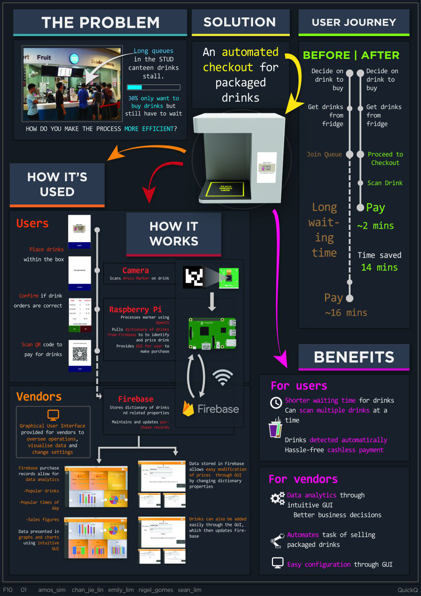 THE PROBLEM
Fruit
Long queues
in the STUD
canteen drinks
stall.
30% only want to
buy drinks but
still have to wait
HOW DO YOU MAKE THE PROCESS MORE EFFICIENT?
SOLUTION
An automated
checkout for
packaged
drinks
USER JOURNEY
BEFORE | AFTER
Decide on
drink to
buy
Decide on
drink to
buy
Get drinks
from
fridge
Get drinks
from
fridge
Join Queue
Proceed to
Checkout
Scan Drink
Long
wait-
ing
time
Pay
~2 mins
Time saved
14 mins
Pay
~16 mins
HOW IT'S
USED
Users
Place drinks
within the box
Confirm if drink
orders are correct
Scan QR code to
pay for drinks
Vendors
Graphical User Interface
provided for vendors to
oversee operations,
visualise data and
change settings
HOW IT
WORKS
Camera
Scans Aruco Marker on drink
Raspberry Pi
Processes marker using
OpenCV
Pulls dictionary of drinks
from Firebase to to identify
and price drink
Provides GUI for user to
make purchase
Firebase
Firebase
Stores dictionary of drinks
nd related properties
Maintains and updates pur-
chase records
Firebase purchase
records allow for
data analytics
-Popular drinks
-Popular times of
day
-Sales figures
Data presented in
graphs and charts
using intuitive
GUI
Data stored in Firebase
allows easy modification
of prices through GUI
by changing dictionary
properties
Drinks can also be added
easily through the GUI,
which then updates Fire-
base
BENEFITS
For users
Shorter waiting time for drinks
Can scan multiple drinks at a
time
Drinks detected automatically
Hassle-free cashless payment
For vendors
Data analytics through
intuitive GUI
Better business decisions
Automates task of selling
packaged drinks
Easy configuration through GUI
F10 01 amos_sim chan_jie_lin emily_lim nigel_gomes sean_lim
QuickQ